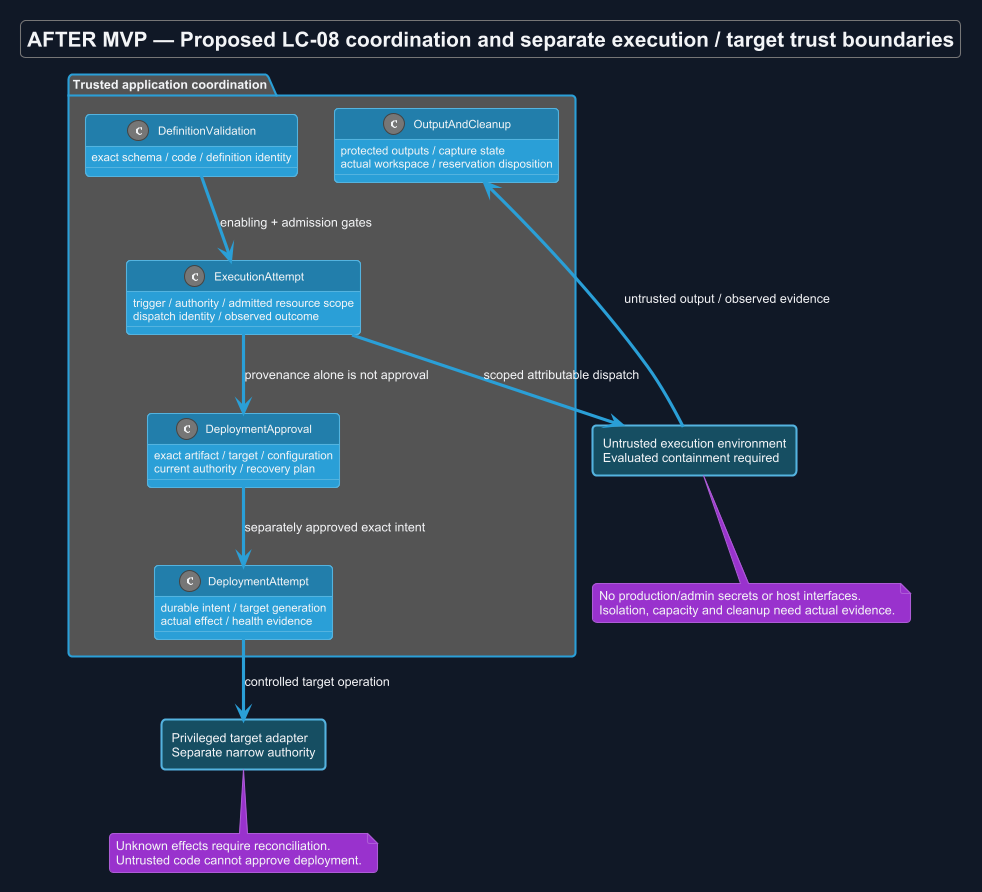 AFTER MVP — Proposed LC-08 coordination and separate execution / target trust boundaries
Trusted application coordination
C DefinitionValidation
exact schema / code / definition identity
C OutputAndCleanup
protected outputs / capture state
actual workspace / reservation disposition
enabling + admission gates
C ExecutionAttempt
trigger / authority / admitted resource scope
dispatch identity / observed outcome
untrusted output / observed evidence
provenance alone is not approval
scoped attributable dispatch
C DeploymentApproval
exact artifact / target / configuration
current authority / recovery plan
Untrusted execution environment
Evaluated containment required
separately approved exact intent
C DeploymentAttempt
durable intent / target generation
actual effect / health evidence
No production/admin secrets or host interfaces.
Isolation, capacity and cleanup need actual evidence.
controlled target operation
Privileged target adapter
Separate narrow authority
Unknown effects require reconciliation.
Untrusted code cannot approve deployment.